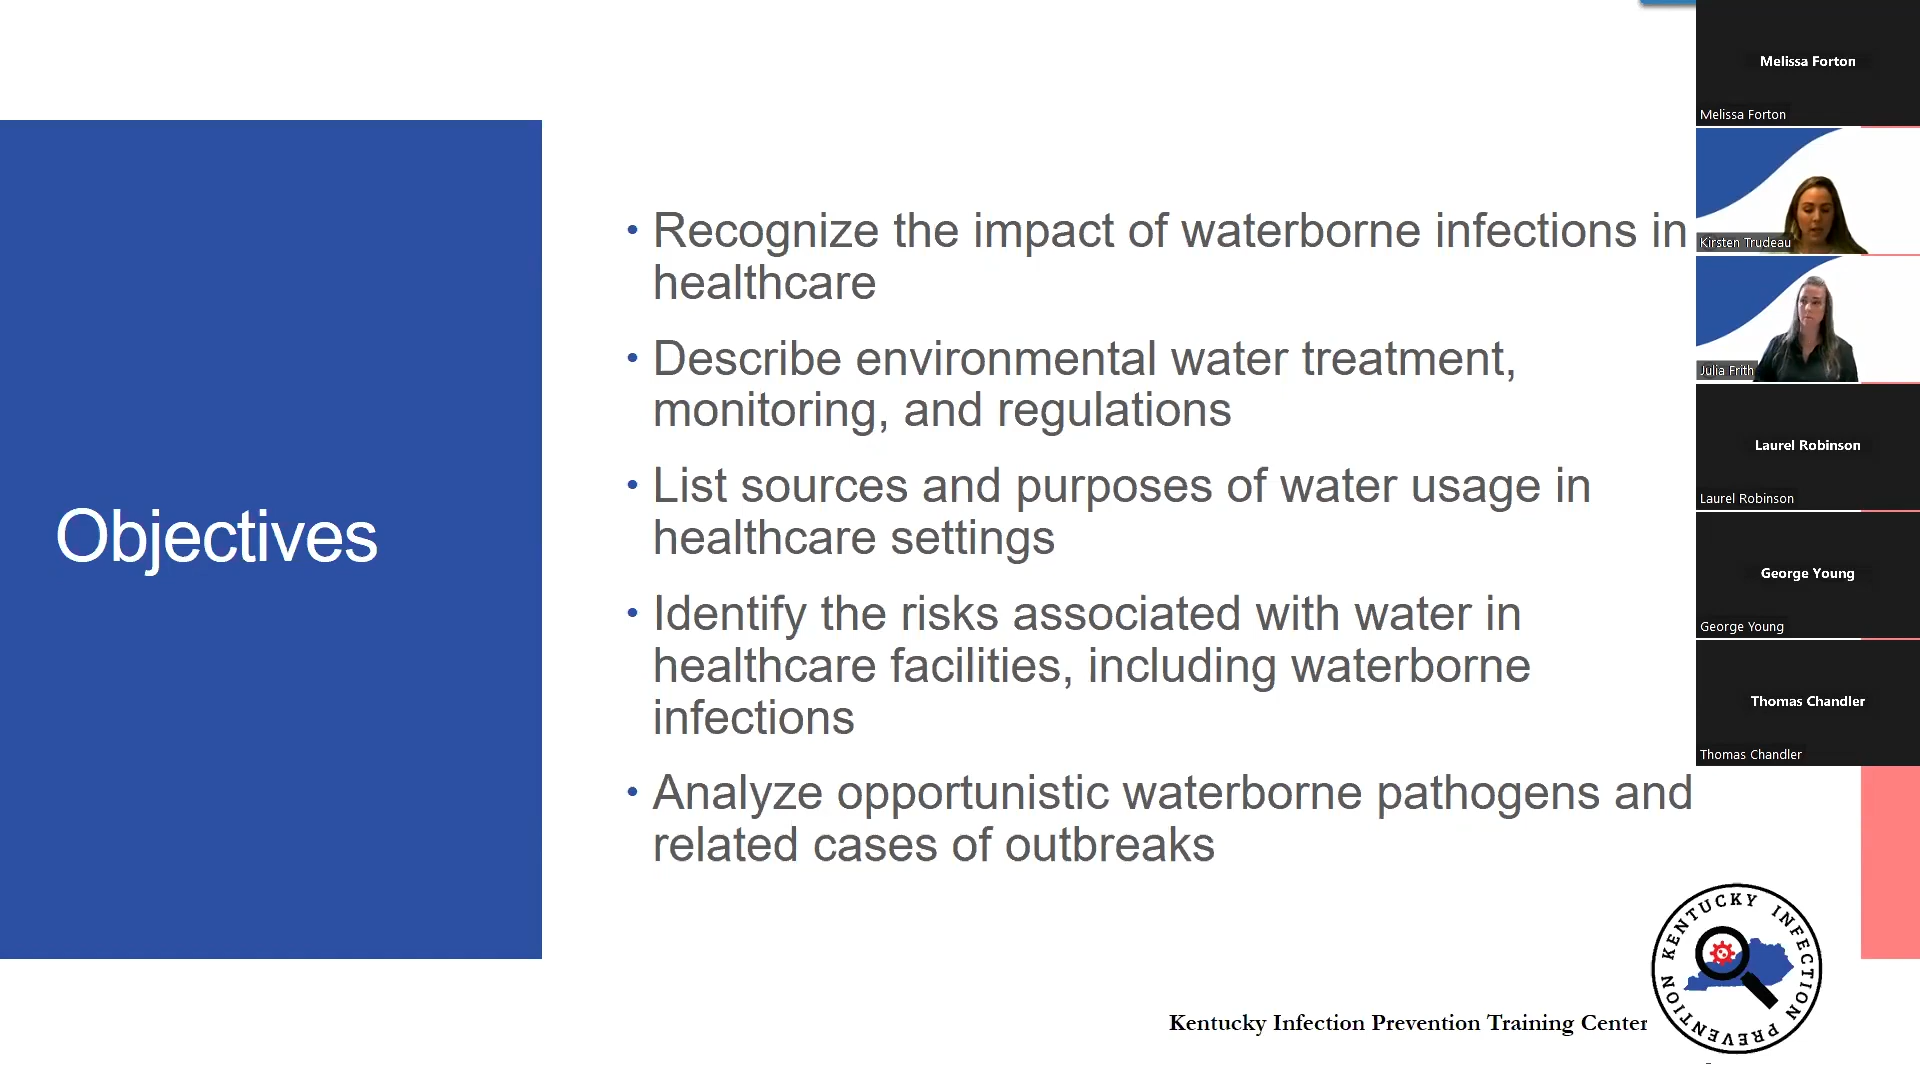 Objectives
• Recognize the impact of waterborne infections in
healthcare
• Describe environmental water treatment,
monitoring, and regulations
• List sources and purposes of water usage in
healthcare settings
• Identify the risks associated with water in
healthcare facilities, including waterborne
infections
• Analyze opportunistic waterborne pathogens and
related cases of outbreaks
Kentucky Infection Prevention Training Center
KENTUCKY INFECTION PREVENTION
Melissa Forton
Melissa Forton
Kirsten Trudeau
Julia Frith
Laurel Robinson
Laurel Robinson
George Young
George Young
Thomas Chandler
Thomas Chandler